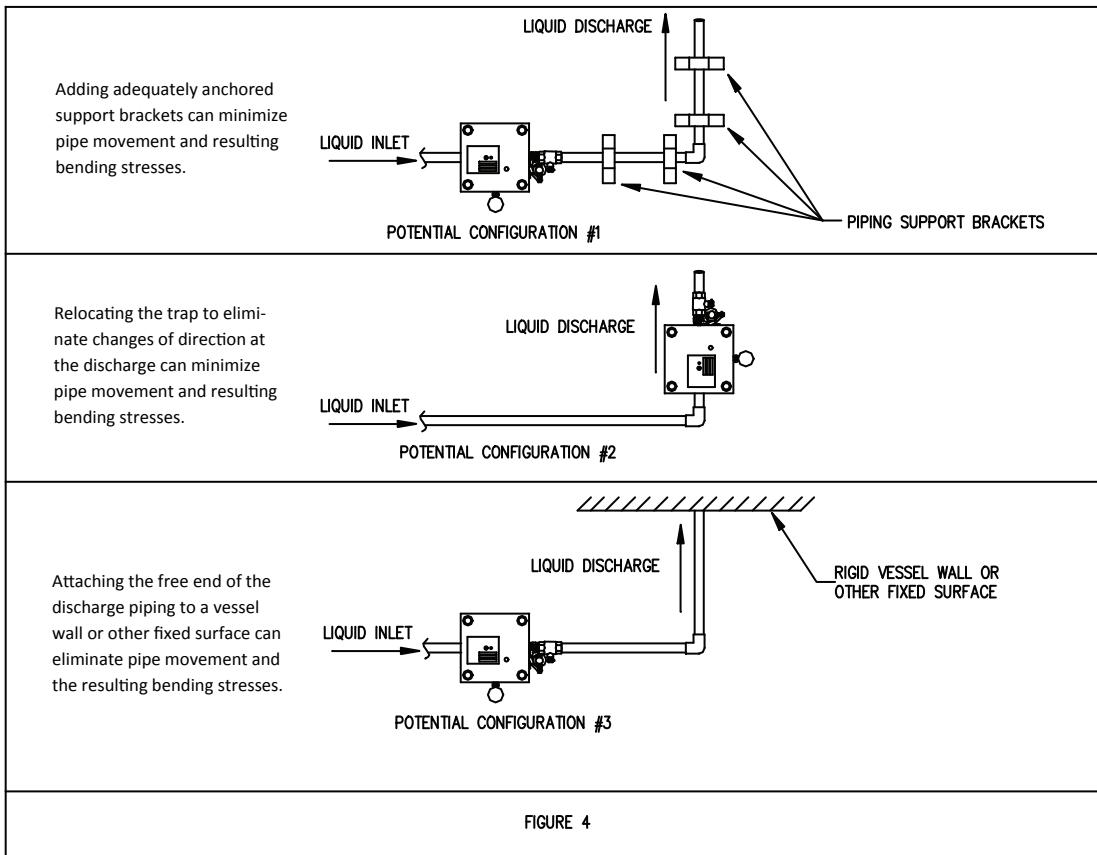 LIQUID DISCHARGE
Adding adequately anchored
support brackets can minimize
pipe movement and resulting
bending stresses.
LIQUID INLET
PIPING SUPPORT BRACKETS
POTENTIAL CONFIGURATION #1
Relocating the trap to elimi-
nate changes of direction at
the discharge can minimize
pipe movement and resulting
bending stresses.
LIQUID DISCHARGE
LIQUID INLET
POTENTIAL CONFIGURATION #2
Attaching the free end of the
discharge piping to a vessel
wall or other fixed surface can
eliminate pipe movement and
the resulting bending stresses.
LIQUID DISCHARGE
RIGID VESSEL WALL OR
OTHER FIXED SURFACE
LIQUID INLET
POTENTIAL CONFIGURATION #3
FIGURE 4